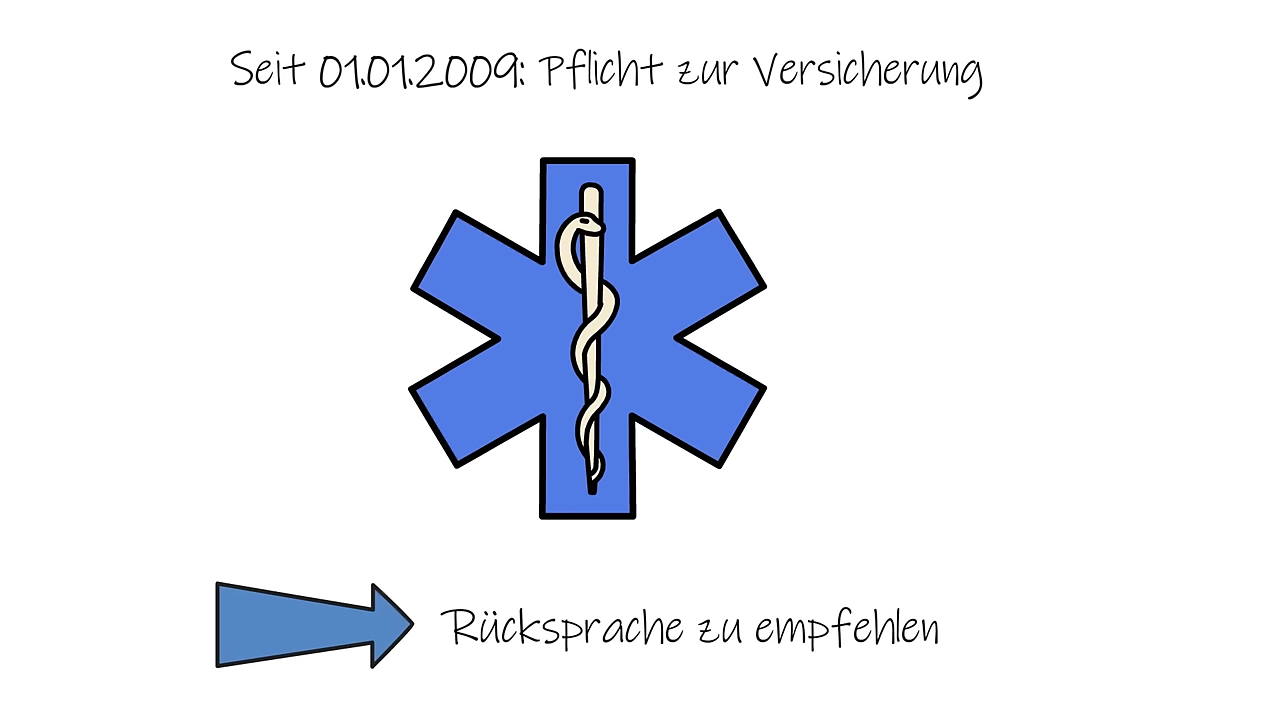 Seit 01.01.2009: Pflicht zur Versicherung
Rücksprache zu empfehlen